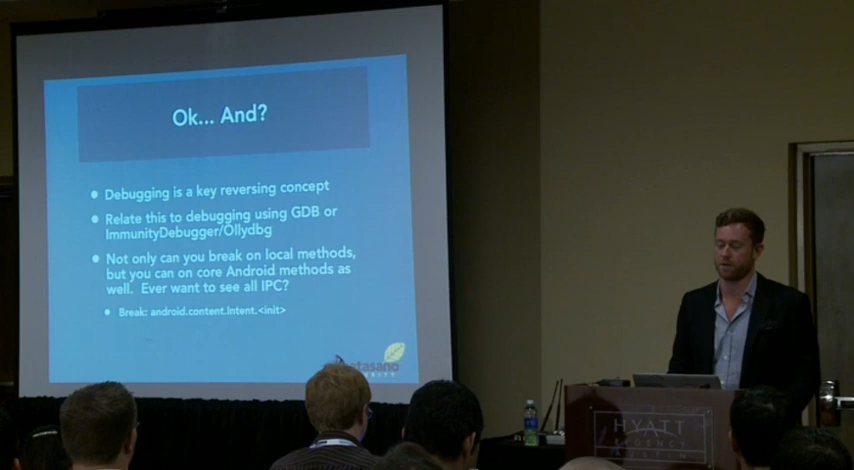 Ok... And?
Debugging is a key reversing concept
Relate this to debugging using GDB or
ImmunityDebugger/Ollydbg
Not only can you break on local methods,
but you can on core Android methods as
well. Ever want to see all IPC?
Break: android.content.Intent.<init>
HYATT
REGENCY
AUSTIN